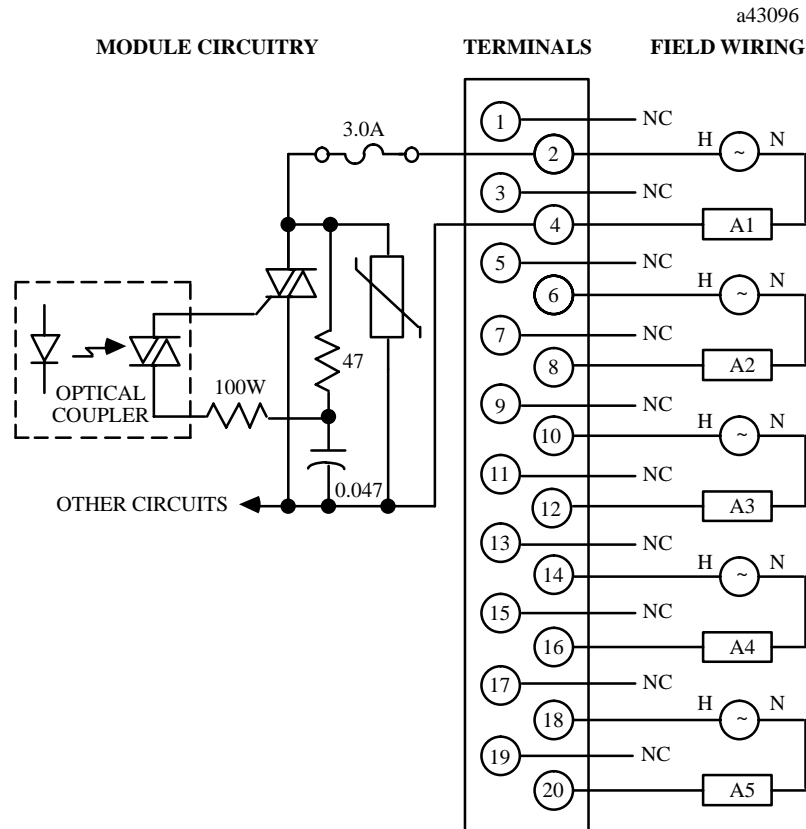 a43096
MODULE CIRCUITRY TERMINALS FIELD WIRING
1 NC
3.0A 2 H ~ N
3 NC
4 A1
5 NC
6 H ~ N
7 NC
47 8 A2
OPTICAL
COUPLER
100W
9 NC
10 H ~ N
11 NC
0.047
OTHER CIRCUITS 12 A3
13 NC
14 H ~ N
15 NC
16 A4
17 NC
18 H ~ N
19 NC
20 A5